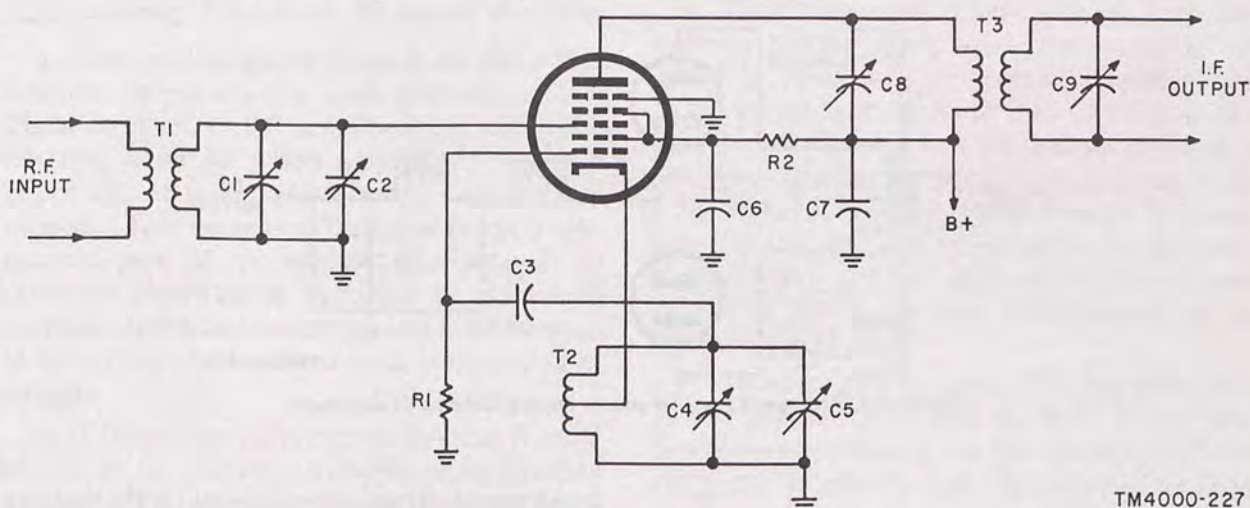 R.F.
INPUT
T1
C1
C2
C3
R1
T2
C4
C5
C6
R2
C7
C8
B+
T3
C9
I.F.
OUTPUT
TM4000-227